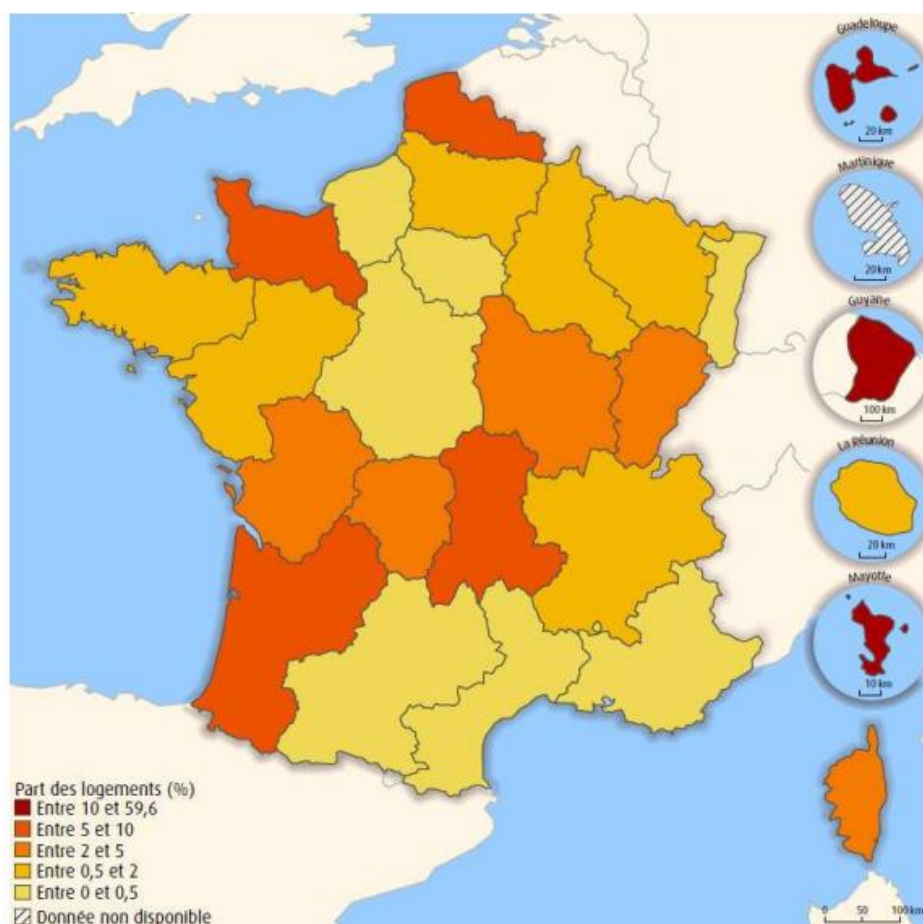 Guadeloupe
20 km
Martinique
20 km
Guyane
100 km
La Réunion
20 km
Mayotte
10 km
Part des logements (%)
Entre 10 et 59,6
Entre 5 et 10
Entre 2 et 5
Entre 0,5 et 2
Entre 0 et 0,5
Donnée non disponible
0 50 100 km